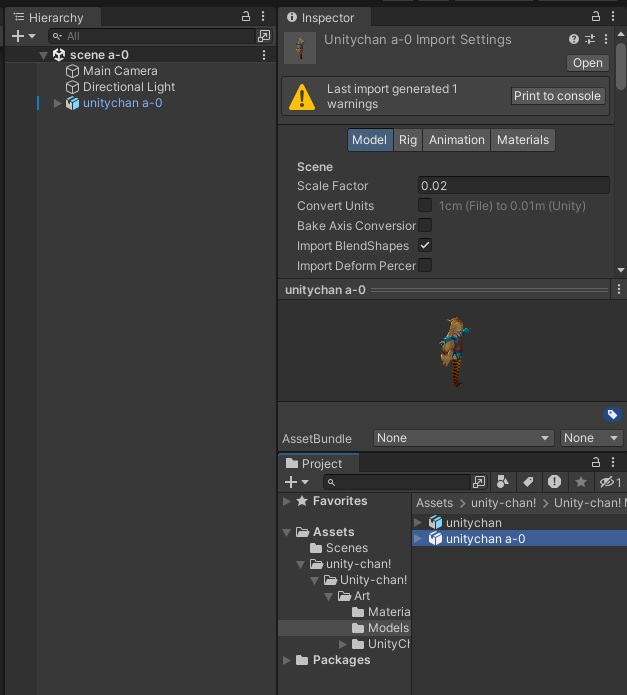 Hierarchy
All
scene a-0
Main Camera
Directional Light
unitychan a-0
Inspector
Unitychan a-0 Import Settings
Open
Last import generated 1
warnings
Print to console
Model Rig Animation Materials
Scene
Scale Factor 0.02
Convert Units 1cm (File) to 0.01m (Unity)
Bake Axis Conversion
Import BlendShapes
Import Deform Percer
unitychan a-0
AssetBundle None None
Project
1
Favorites
Assets
Scenes
unity-chan!
Unity-chan!
Art
Materia
Models
UnityCh
Packages
Assets > unity-chan! > Unity-chan! M
unitychan
unitychan a-0